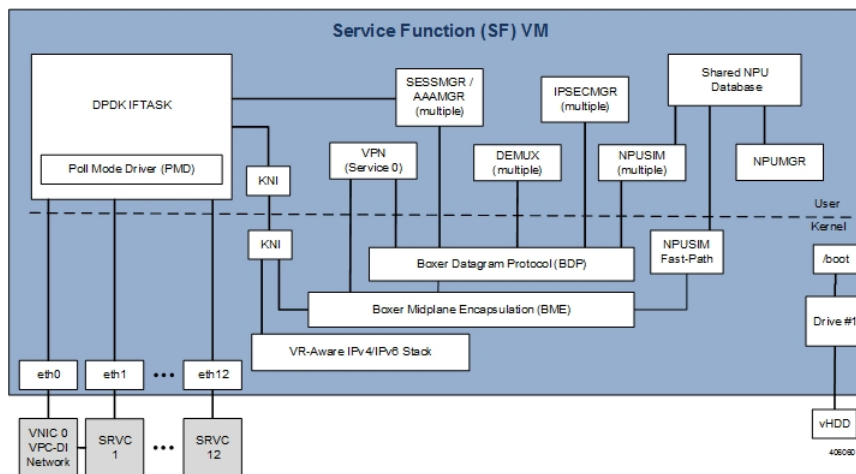 Service Function (SF) VM
DPDK IFTASK
Poll Mode Driver (PMD)
SESSMGR /
AAAMGR
(multiple)
IPSECMGR
(multiple)
Shared NPU
Database
VPN
(Service 0)
DEMUX
(multiple)
NPUSIM
(multiple)
NPUMGR
KNI
User
Kernel
KNI
Boxer Datagram Protocol (BDP)
NPUSIM
Fast-Path
/boot
Boxer Midplane Encapsulation (BME)
Drive #1
VR-Aware IPv4/IPv6 Stack
eth0
eth1
•••
eth12
VNIC 0
VPC-DI
Network
SRVC
1
•••
SRVC
12
vHDD
406060